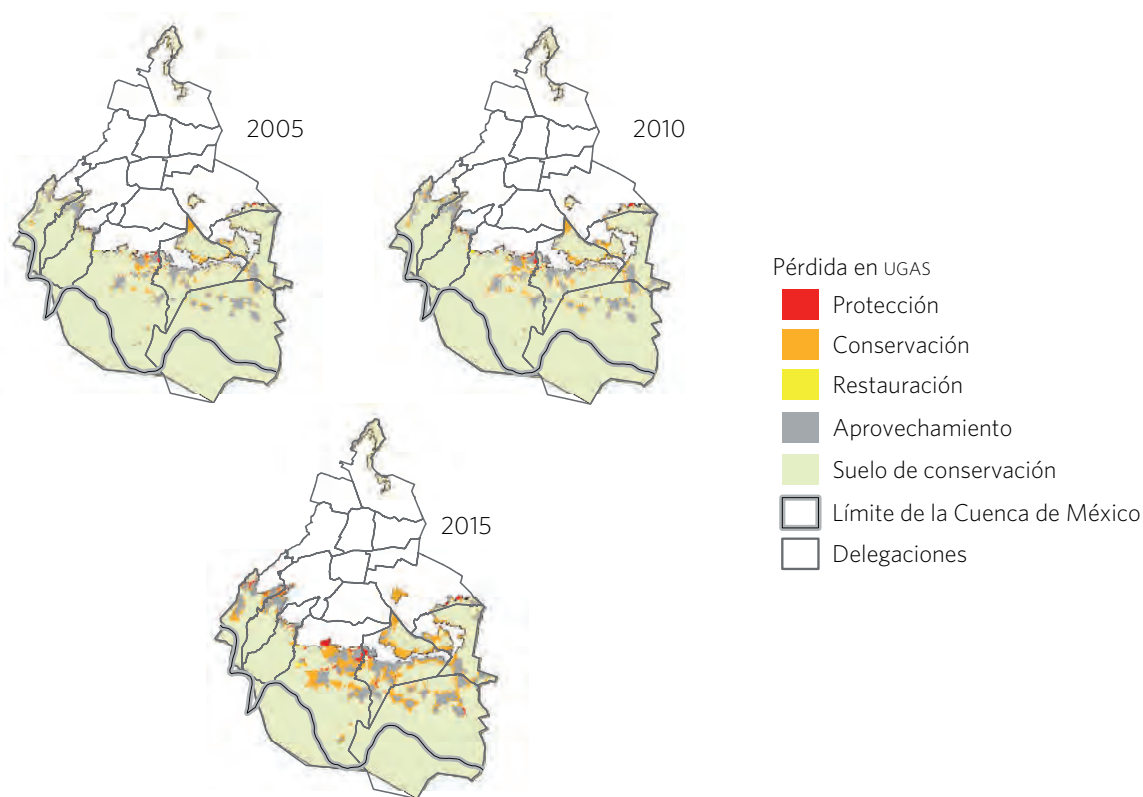 2005
2010
2015
Pérdida en UGAS
Protección
Conservación
Restauración
Aprovechamiento
Suelo de conservación
Límite de la Cuenca de México
Delegaciones